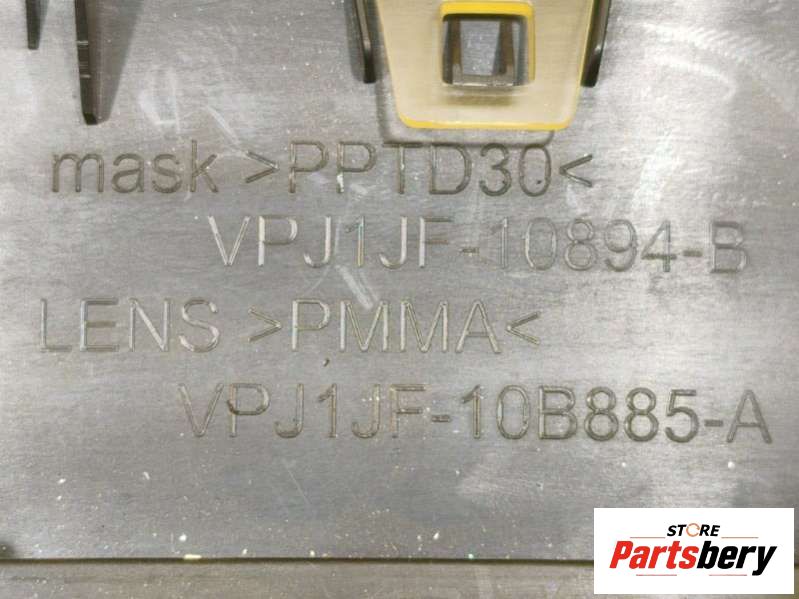 mask >PPTD30<
VPJ1JF-10894-B
LENS >PMMA<
VPJ1JF-10B885-A
STORE
Partsbery